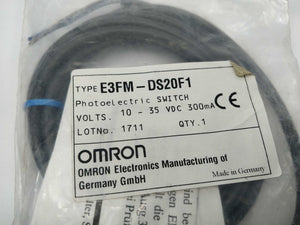 TYPE E3FM-DS20F1
Photoelectric SWITCH
VOLTS. 10 - 35 VDC 300mA CE
LOTNo. 1711 QTY.1
OMRON
OMRON Electronics Manufacturing of
Germany GmbH
Made in Germany